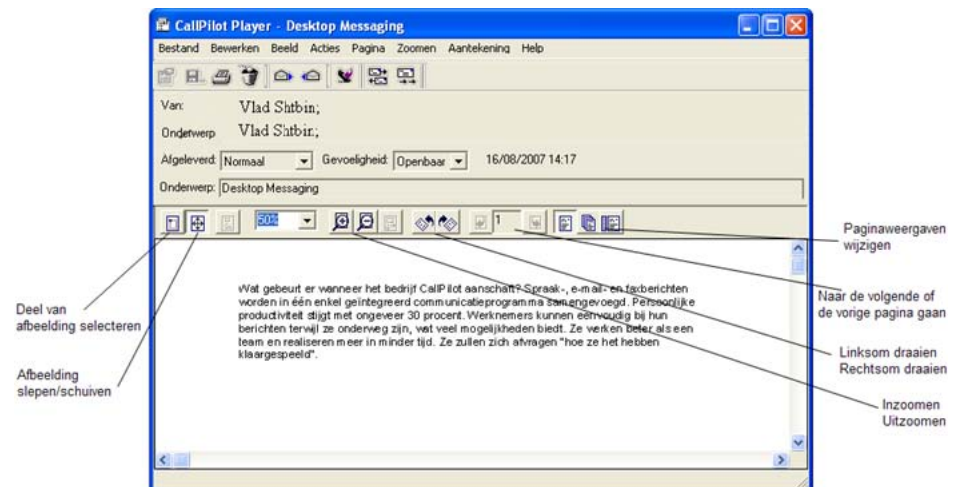 CallPilot Player - Desktop Messaging
Bestand Bewerken Beeld Acties Pagina Zoomen Aantekening Help
Van: Vlad Shtbin;
Onderwerp Vlad Shtbin;
Afgeleverd: Normaal Gevoeligheid: Openbaar 16/08/2007 14:17
Onderwerp: Desktop Messaging
50% 1
Paginaweergaven
wijzigen
Wat gebeurt er wanneer het bedrijf CallPilot aanschaft? Spraak-, e-mail- en faxberichten
worden in één enkel geïntegreerd communicatieprogramma samengevoegd. Persoonlijke
productiviteit stijgt met ongeveer 30 procent. Werknemers kunnen eenvoudig bij hun
berichten terwijl ze onderweg zijn, wat veel mogelijkheden biedt. Ze werken beter als een
team en realiseren meer in minder tijd. Ze zullen zich afvragen "hoe ze het hebben
klaargespeeld".
Deel van
afbeelding selecteren
Afbeelding
slepen/schuiven
Naar de volgende of
de vorige pagina gaan
Linksom draaien
Rechtsom draaien
Inzoomen
Uitzoomen